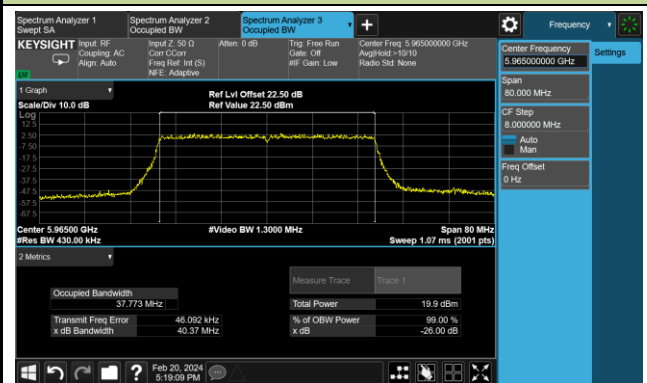 Spectrum Analyzer 1
Swept SA
Spectrum Analyzer 2
Occupied BW
Spectrum Analyzer 3
Occupied BW
Frequency
KEYSIGHT
Input: RF
Coupling: AC
Align: Auto
Input Z: 50 Ω
Corr CCorr
Freq Ref: Int (S)
NFE: Adaptive
Atten: 0 dB
Trig: Free Run
Gate: Off
#IF Gain: Low
Center Freq: 5.965000000 GHz
Avg|Hold:>10/10
Radio Std: None
Center Frequency
5.965000000 GHz
Settings
Span
80.000 MHz
CF Step
8.000000 MHz
Auto
Man
Freq Offset
0 Hz
1 Graph
Scale/Div 10.0 dB
Ref Lvl Offset 22.50 dB
Ref Value 22.50 dBm
Log
12.5
2.50
-7.50
-17.5
-27.5
-37.5
-47.5
-57.5
-67.5
Center 5.96500 GHz
#Res BW 430.00 kHz
#Video BW 1.3000 MHz
Span 80 MHz
Sweep 1.07 ms (2001 pts)
2 Metrics
Measure Trace
Trace 1
Occupied Bandwidth
37.773 MHz
Total Power
19.9 dBm
Transmit Freq Error
46.092 kHz
% of OBW Power
99.00 %
x dB Bandwidth
40.37 MHz
x dB
-26.00 dB
?
Feb 20, 2024
5:19:09 PM